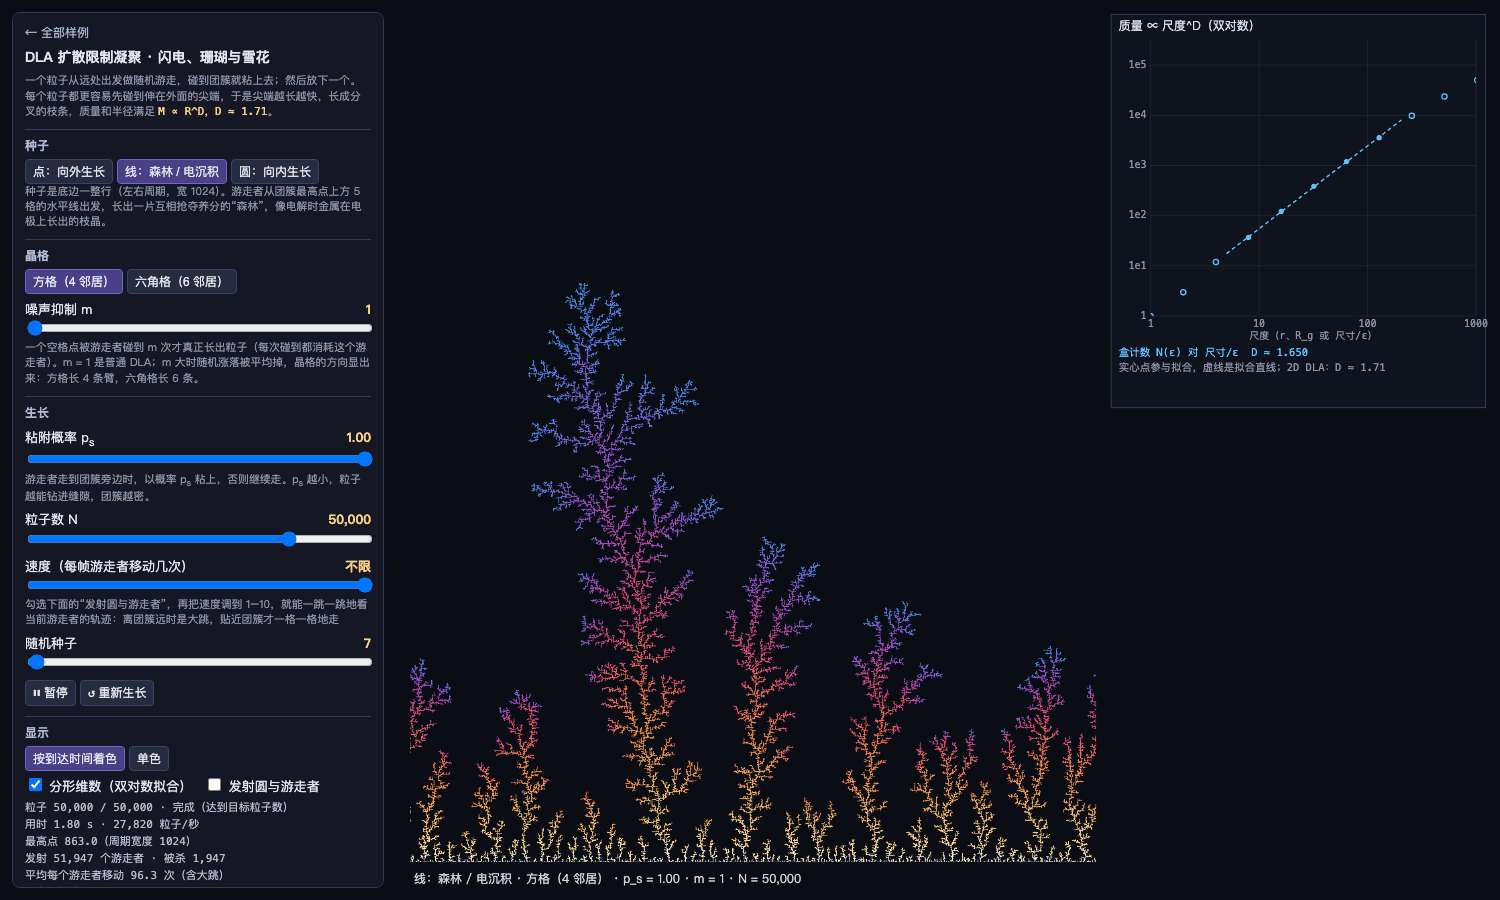 ← 全部样例
DLA 扩散限制凝聚 · 闪电、珊瑚与雪花
一个粒子从远处出发做随机游走，碰到团簇就粘上去；然后放下一个。
每个粒子都更容易先碰到伸在外面的尖端，于是尖端越长越快，长成分
叉的枝条，质量和半径满足 M ∝ R^D, D ≈ 1.71。
种子
点：向外生长 线：森林 / 电沉积 圆：向内生长
种子是底边一整行（左右周期，宽 1024）。游走者从团簇最高点上方 5
格的水平线出发，长出一片互相抢夺养分的“森林”，像电解时金属在电
极上长出的枝晶。
晶格
方格（4 邻居） 六角格（6 邻居）
噪声抑制 m 1
一个空格点被游走者碰到 m 次才真正长出粒子（每次碰到都消耗这个游
走者）。m = 1 是普通 DLA；m 大时随机涨落被平均掉，晶格的方向显出
来：方格长 4 条臂，六角格长 6 条。
生长
粘附概率 ps 1.00
游走者走到团簇旁边时，以概率 ps 粘上，否则继续走。ps 越小，粒子
越能钻进缝隙，团簇越密。
粒子数 N 50,000
速度（每帧游走者移动几次） 不限
勾选下面的“发射圆与游走者”，再把速度调到 1–10，就能一跳一跳地看
当前游走者的轨迹：离团簇远时是大跳，贴近团簇才一格一格地走
随机种子 7
⏸ 暂停 ↺ 重新生长
显示
按到达时间着色 单色
分形维数（双对数拟合） 发射圆与游走者
粒子 50,000 / 50,000 · 完成（达到目标粒子数）
用时 1.80 s · 27,820 粒子/秒
最高点 863.0（周期宽度 1024）
发射 51,947 个游走者 · 被杀 1,947
平均每个游走者移动 96.3 次（含大跳）
线：森林 / 电沉积 · 方格（4 邻居） · p_s = 1.00 · m = 1 · N = 50,000
质量 ∝ 尺度^D（双对数）
1e5
1e4
1e3
1e2
1e1
1
1 10 100 1000
尺度（r、R_g 或 尺寸/ε）
盒计数 N(ε) 对 尺寸/ε D ≈ 1.650
实心点参与拟合，虚线是拟合直线；2D DLA：D ≈ 1.71